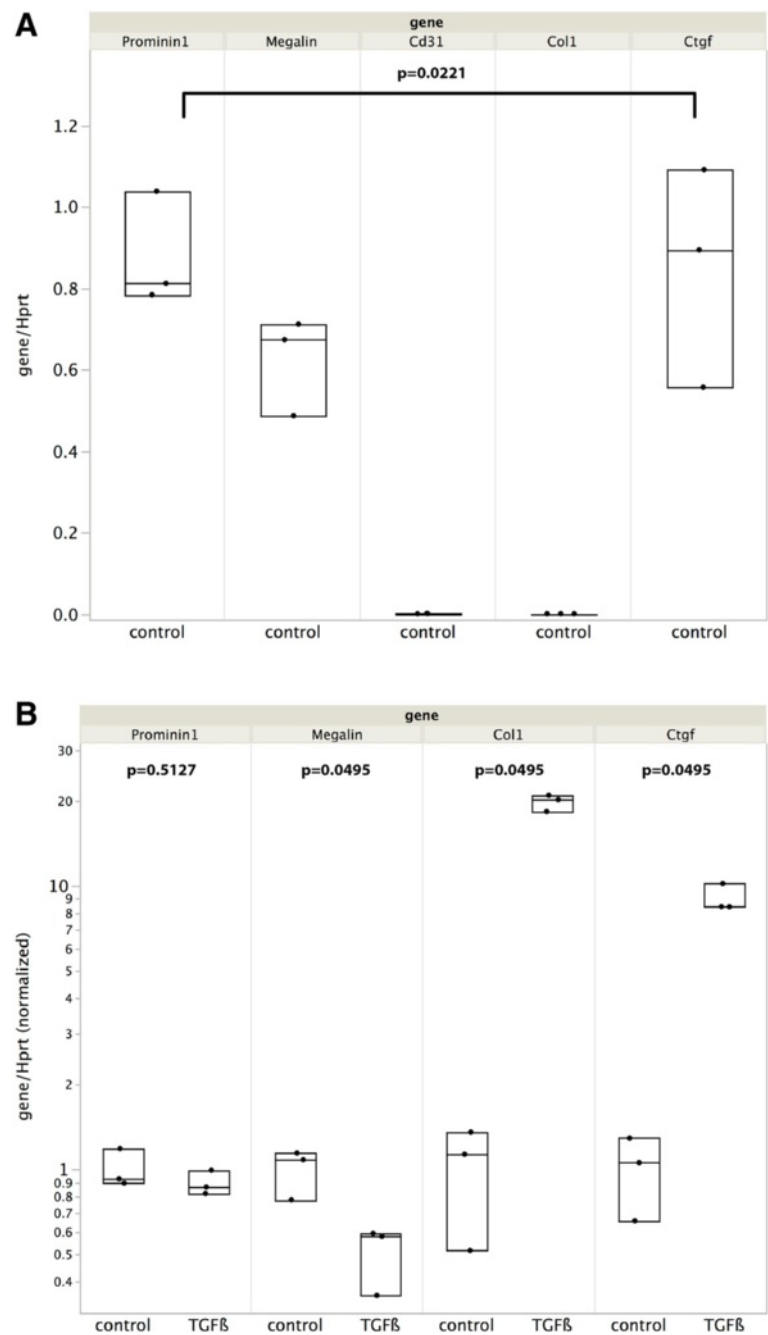 A
gene
Prominin1 Megalin Cd31 Col1 Ctgf
p=0.0221
1.2
1.0
0.8
0.6
0.4
0.2
0.0
gene/Hprt
control control control control control
B
gene
Prominin1 Megalin Col1 Ctgf
p=0.5127 p=0.0495 p=0.0495 p=0.0495
30
20
10
9
8
7
6
5
4
3
2
1
0.9
0.8
0.7
0.6
0.5
0.4
gene/Hprt (normalized)
control TGFß control TGFß control TGFß control TGFß